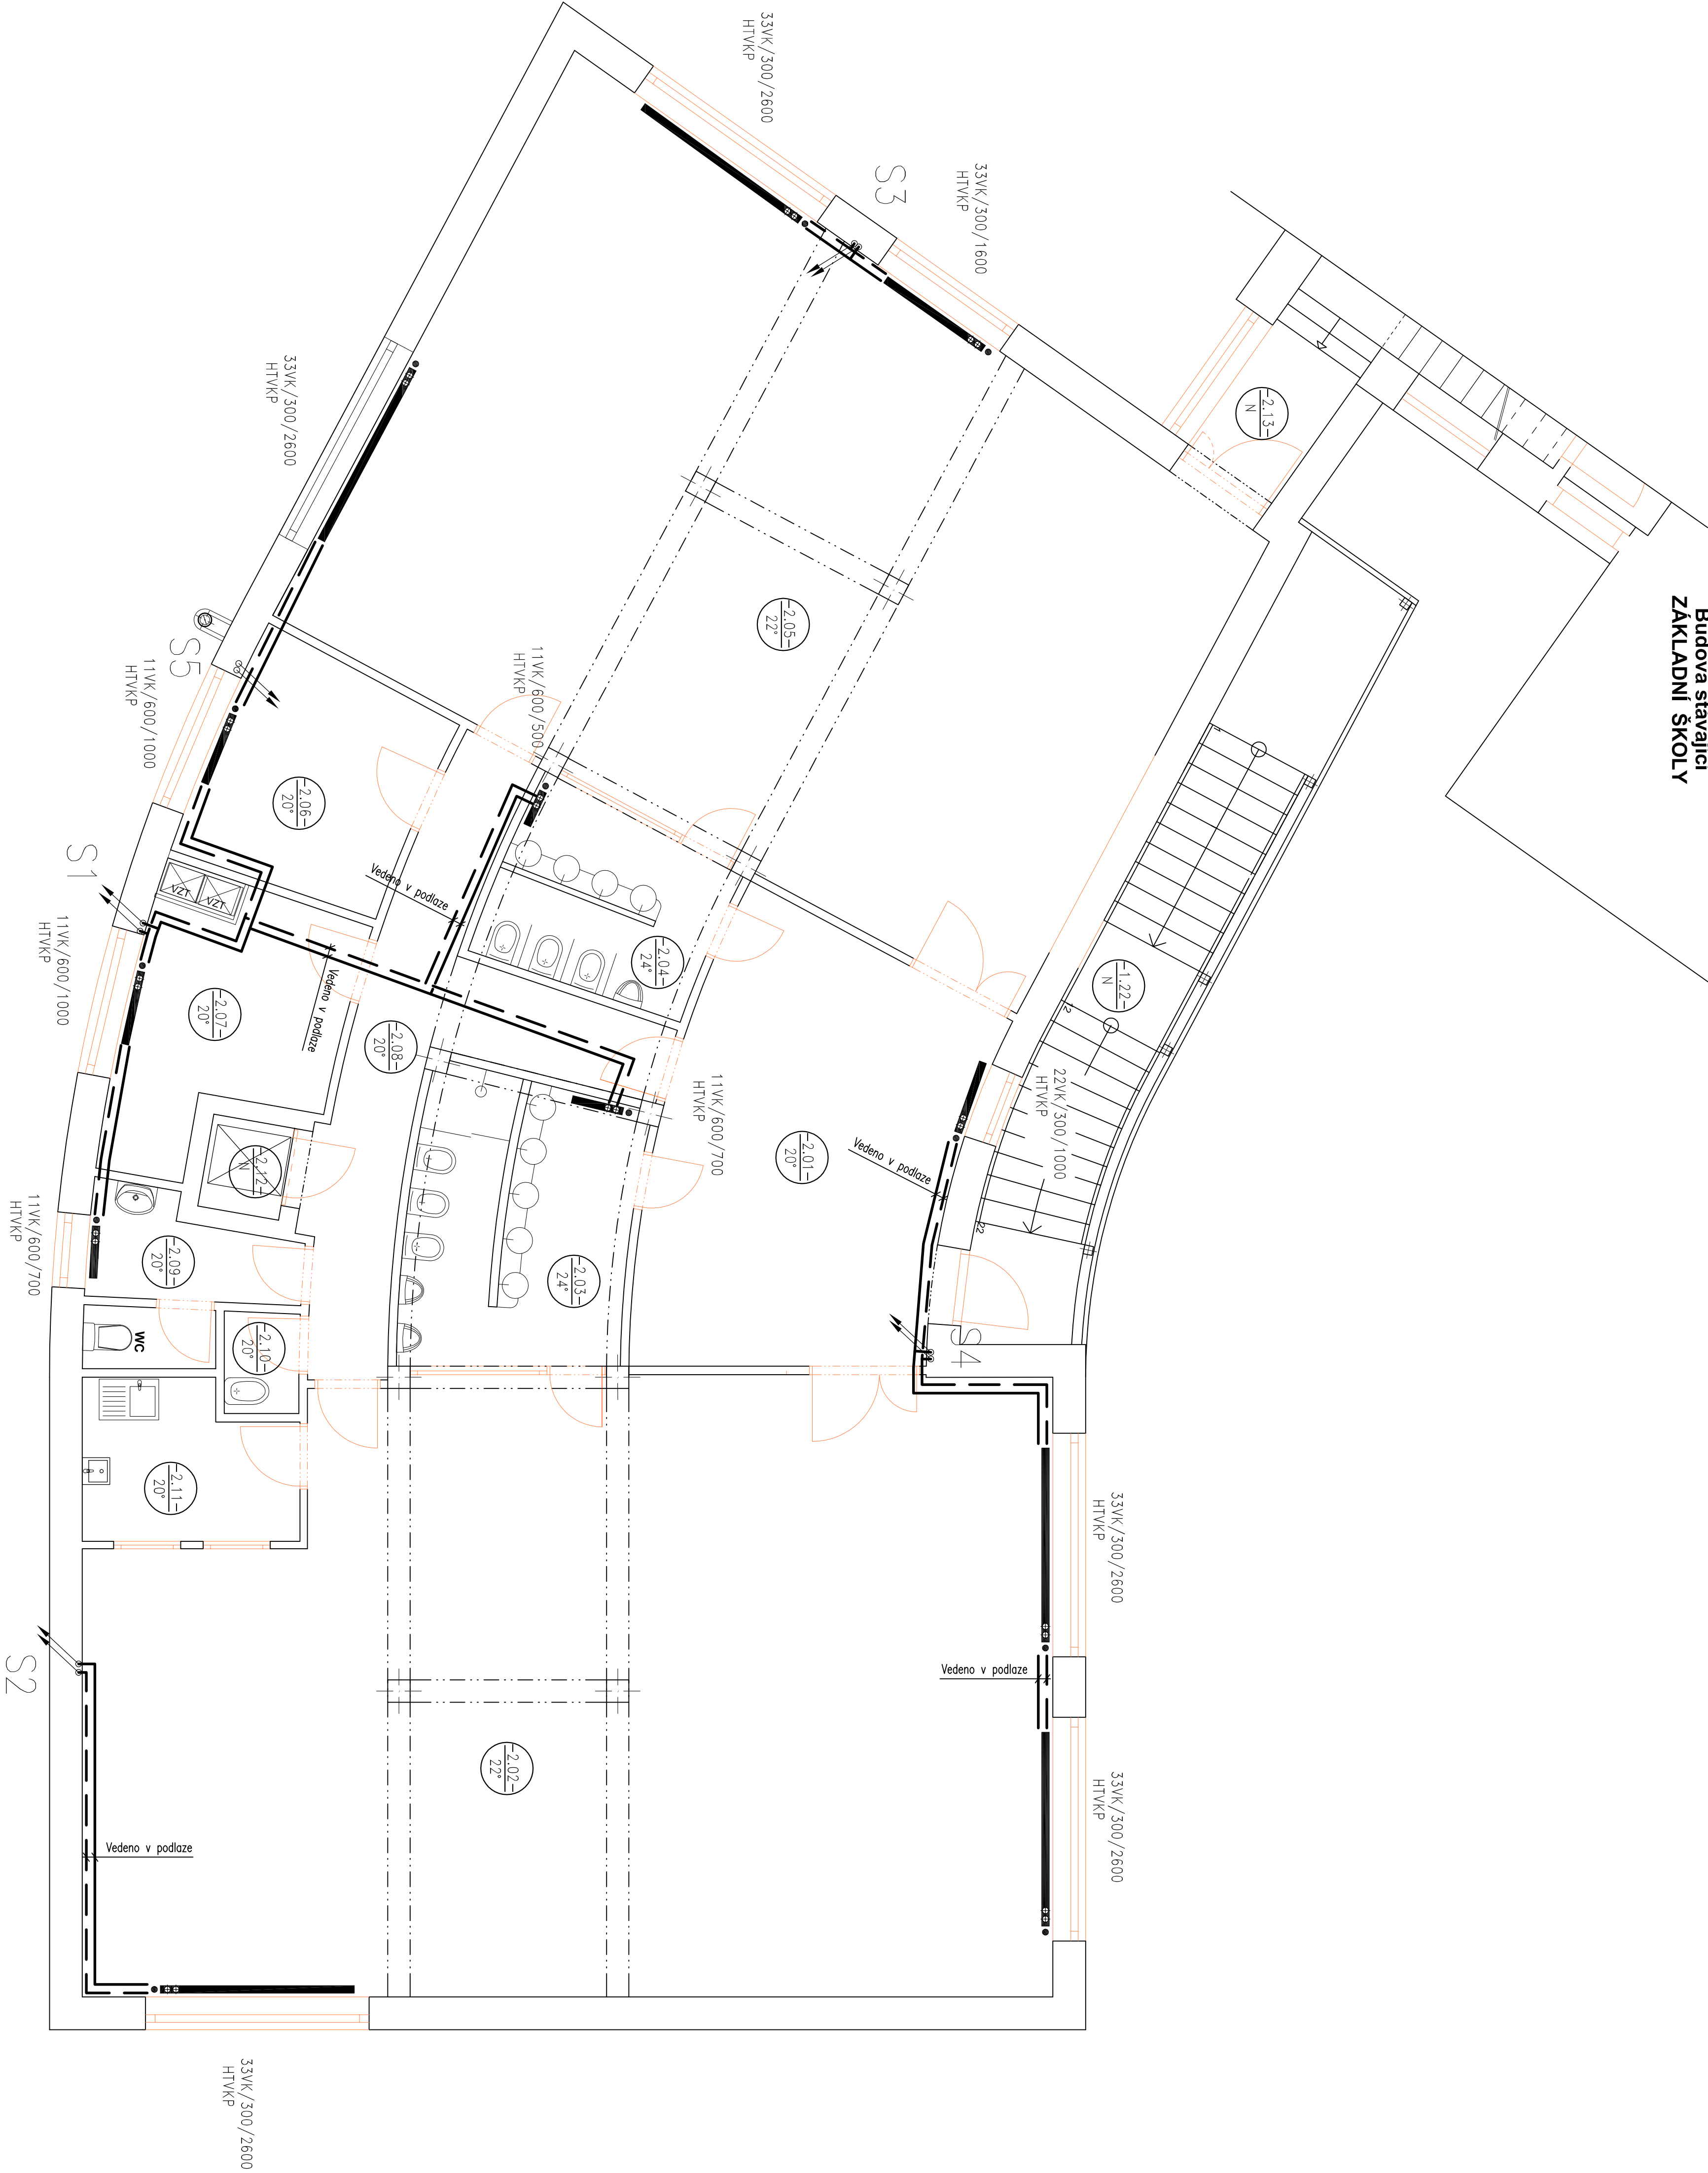 Budova stávající
ZÁKLADNÍ ŠKOLY
33VK/300/2600
HTVKP
S3
33VK/300/1600
HTVKP
2.13
N
33VK/300/2600
HTVKP
S5
11VK/600/1000
HTVKP
11VK/600/500
HTVKP
2.05
22°
1
2.06
20°
Vedeno v podlaze
VZT
VZT
S1
11VK/600/1000
HTVKP
2.07
20°
Vedeno v podlaze
2.08
20°
2.04
24°
1.22
N
12
22VK/300/1000
HTVKP
22
11VK/600/700
HTVKP
2.01
20°
Vedeno v podlaze
2.12
N
2.09
20°
11VK/600/700
HTVKP
2.03
24°
WC
2.10
20°
S4
2.11
20°
33VK/300/2600
HTVKP
Vedeno v podlaze
S2
2.02
22°
33VK/300/2600
HTVKP
Vedeno v podlaze
33VK/300/2600
HTVKP